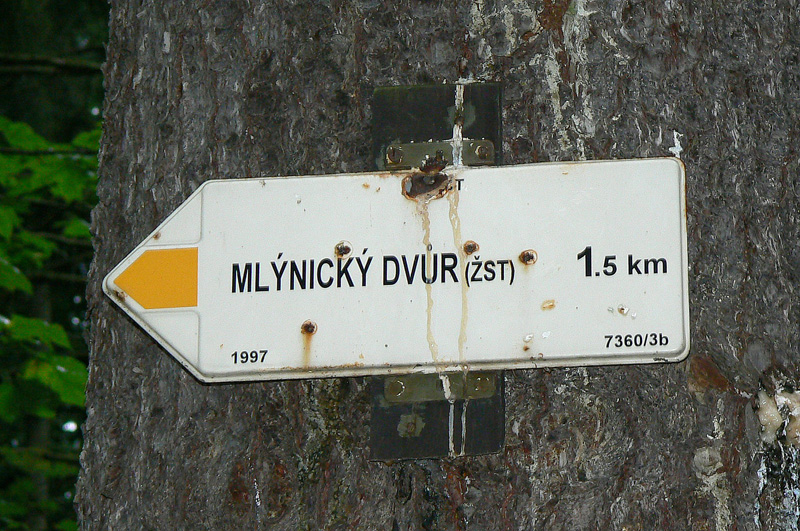 T
MLÝNICKÝ DVŮR (ŽST) 1.5 km
1997 7360/3b